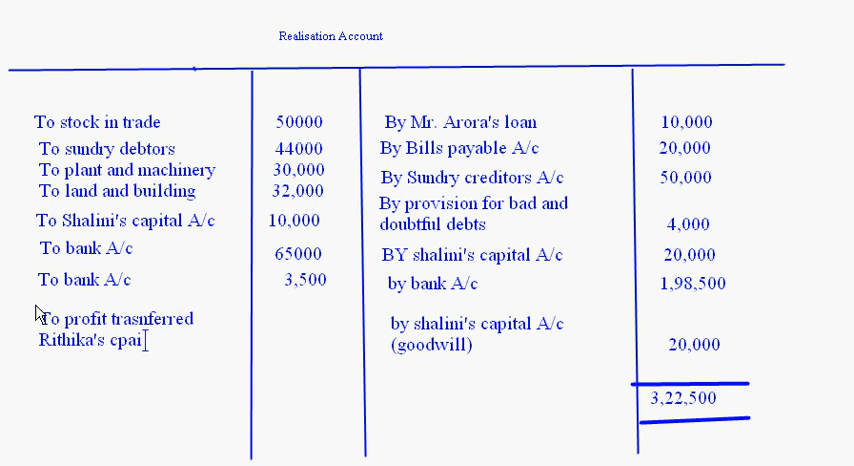 Realisation Account
To stock in trade 50000 By Mr. Arora's loan 10,000
To sundry debtors 44000 By Bills payable A/c 20,000
To plant and machinery 30,000 By Sundry creditors A/c 50,000
To land and building 32,000 By provision for bad and
To Shalini's capital A/c 10,000 doubtful debts 4,000
To bank A/c 65000 BY shalini's capital A/c 20,000
To bank A/c 3,500 by bank A/c 1,98,500
To profit trasnferred by shalini's capital A/c
Rithika's cpai (goodwill) 20,000
3,22,500